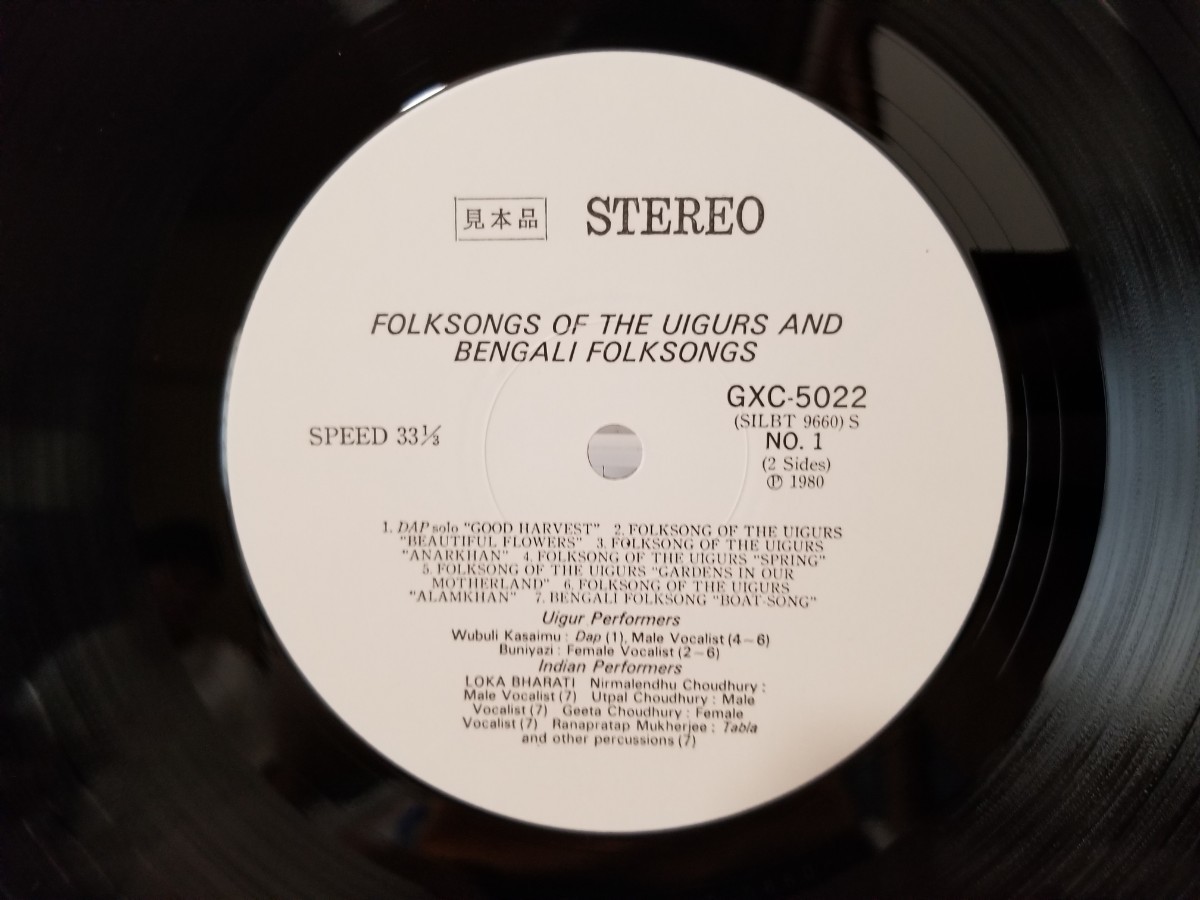 見本品 STEREO
FOLKSONGS OF THE UIGURS AND
BENGALI FOLKSONGS
GXC-5022
(SILBT 9660) S
SPEED 33⅓
NO. 1
(2 Sides)
Ⓟ 1980
1. DAP solo "GOOD HARVEST" 2. FOLKSONG OF THE UIGURS
"BEAUTIFUL FLOWERS" 3. FOLKSONG OF THE UIGURS
"ANARKHAN" 4. FOLKSONG OF THE UIGURS "SPRING"
5. FOLKSONG OF THE UIGURS "GARDENS IN OUR
MOTHERLAND" 6. FOLKSONG OF THE UIGURS
"ALAMKHAN" 7. BENGALI FOLKSONG "BOAT-SONG"
Uigur Performers
Wubuli Kasaimu : Dap (1), Male Vocalist (4~6)
Buniyazi : Female Vocalist (2~6)
Indian Performers
LOKA BHARATI Nirmalendhu Choudhury :
Male Vocalist (7) Utpal Choudhury : Male
Vocalist (7) Geeta Choudhury : Female
Vocalist (7) Ranapratap Mukherjee : Tabla
and other percussions (7)